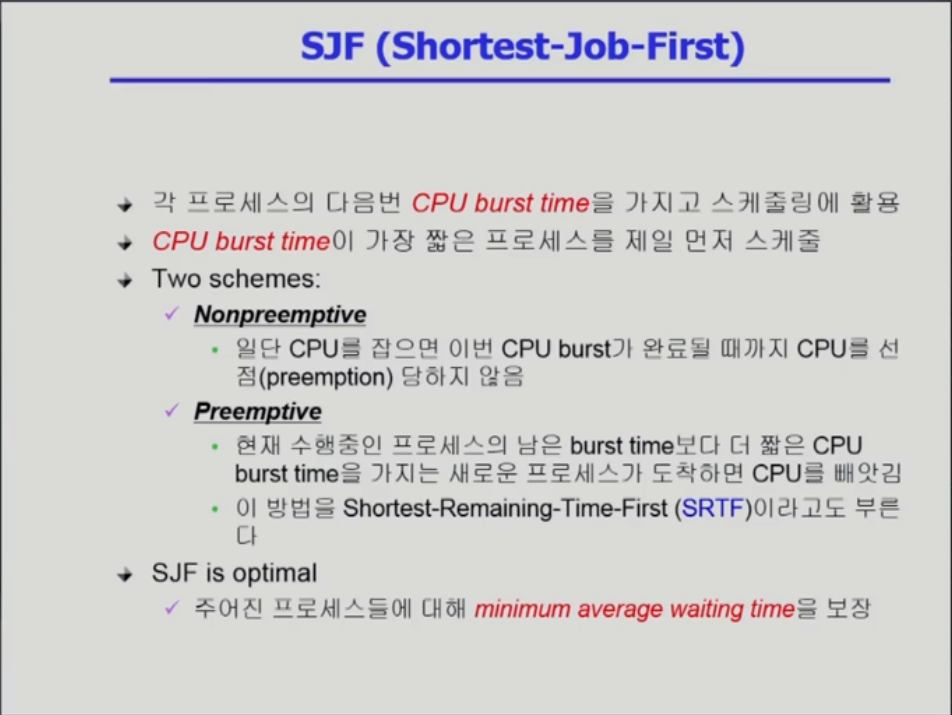 SJF (Shortest-Job-First)
각 프로세스의 다음번 CPU burst time을 가지고 스케줄링에 활용
CPU burst time이 가장 짧은 프로세스를 제일 먼저 스케줄
Two schemes:
Nonpreemptive
일단 CPU를 잡으면 이번 CPU burst가 완료될 때까지 CPU를 선
점(preemption) 당하지 않음
Preemptive
현재 수행중인 프로세스의 남은 burst time보다 더 짧은 CPU
burst time을 가지는 새로운 프로세스가 도착하면 CPU를 빼앗김
이 방법을 Shortest-Remaining-Time-First (SRTF)이라고도 부른
다
SJF is optimal
주어진 프로세스들에 대해 minimum average waiting time을 보장